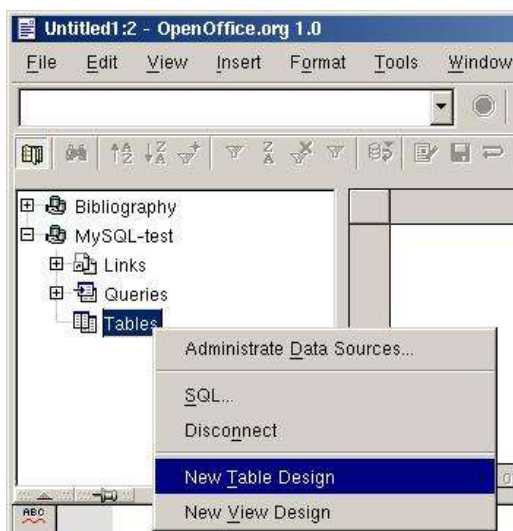 Untitled1:2 - OpenOffice.org 1.0
File Edit View Insert Format Tools Window
Bibliography
MySQL-test
Links
Queries
Tables
Administrate Data Sources...
SQL...
Disconnect
New Table Design
New View Design
ABC